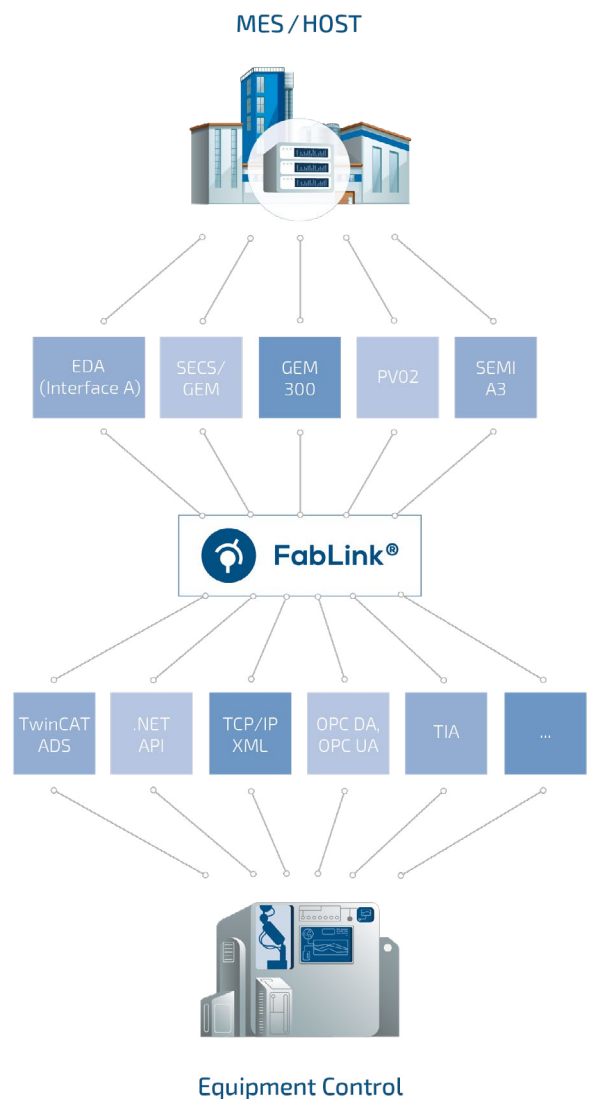 MES / HOST
EDA
(Interface A)
SECS/
GEM
GEM
300
PV02
SEMI
A3
FabLink®
TwinCAT
ADS
.NET
API
TCP/IP
XML
OPC DA,
OPC UA
TIA
...
Equipment Control